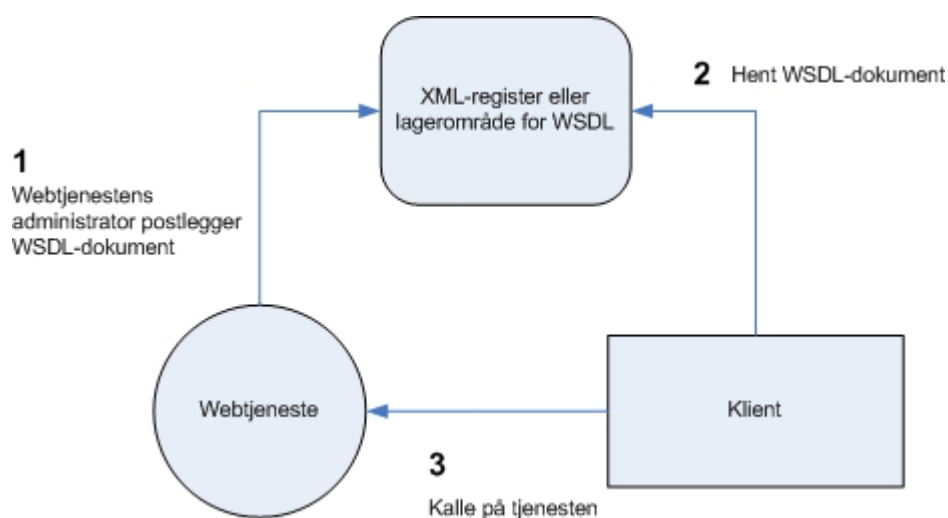 XML-register eller
lagerområde for WSDL
2 Hent WSDL-dokument
1
Webtjenestens
administrator postlegger
WSDL-dokument
Webtjeneste
Klient
3
Kalle på tjenesten